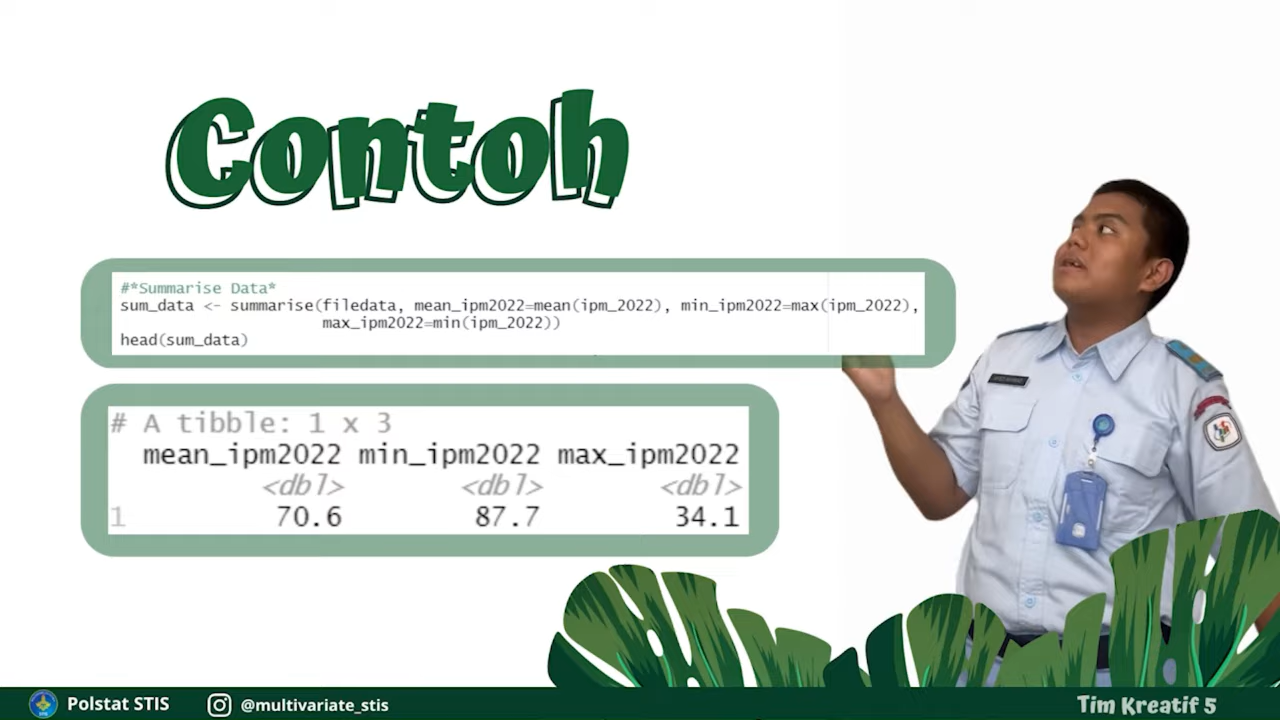 Contoh
#*Summarise Data*
sum_data <- summarise(filedata, mean_ipm2022=mean(ipm_2022), min_ipm2022=max(ipm_2022),
max_ipm2022=min(ipm_2022))
head(sum_data)
# A tibble: 1 x 3
mean_ipm2022 min_ipm2022 max_ipm2022
<dbl> <dbl> <dbl>
1 70.6 87.7 34.1
Polstat STIS @multivariate_stis Tim Kreatif 5